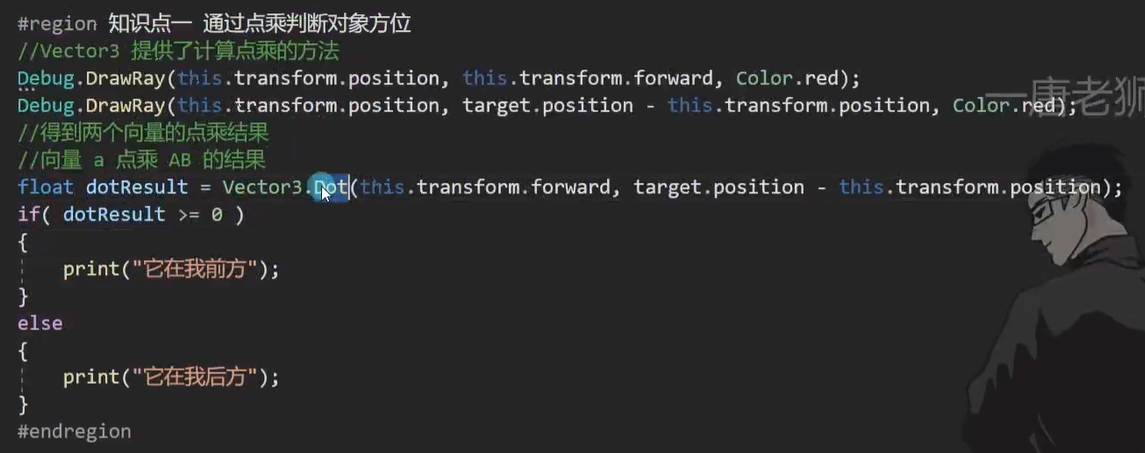 #region 知识点一 通过点乘判断对象方位
//Vector3 提供了计算点乘的方法
Debug.DrawRay(this.transform.position, this.transform.forward, Color.red);
Debug.DrawRay(this.transform.position, target.position - this.transform.position, Color.red);
一唐老狮
//得到两个向量的点乘结果
//向量 a 点乘 AB 的结果
float dotResult = Vector3.Dot(this.transform.forward, target.position - this.transform.position);
if( dotResult >= 0 )
{
print("它在我前方");
}
else
{
print("它在我后方");
}
#endregion